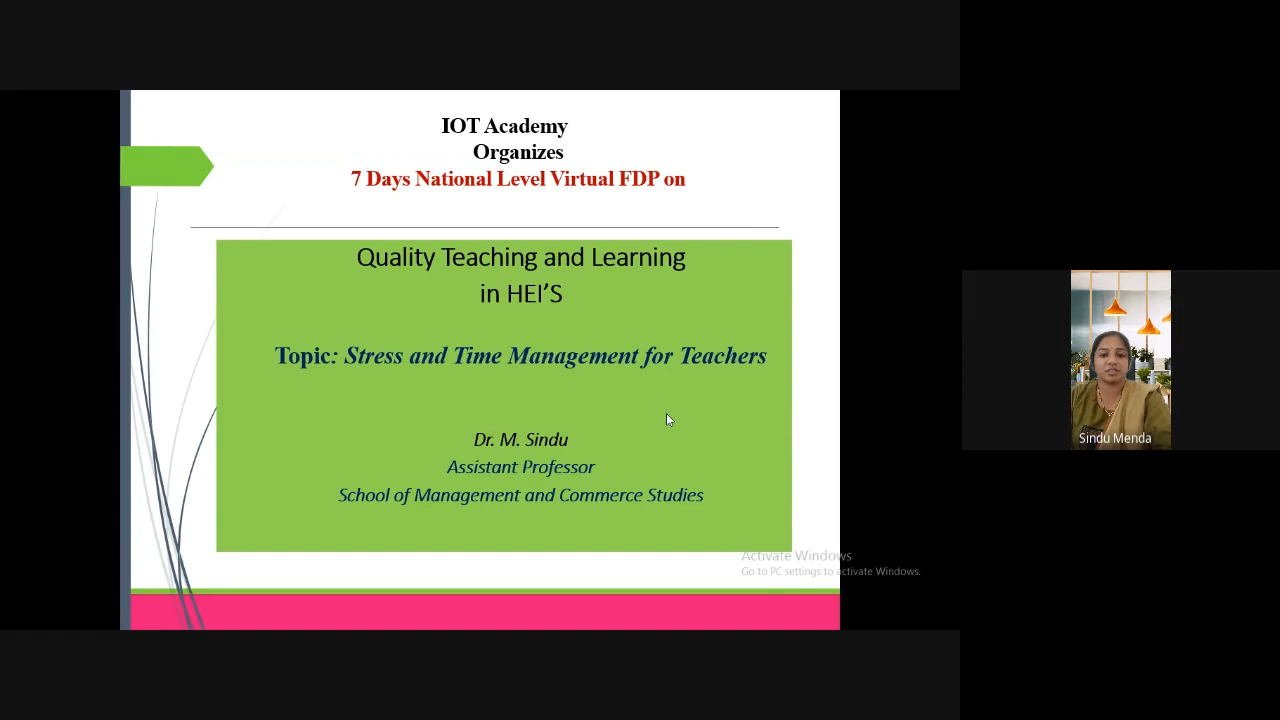 IOT Academy
Organizes
7 Days National Level Virtual FDP on
Quality Teaching and Learning
in HEI’S
Topic: Stress and Time Management for Teachers
Dr. M. Sindu
Assistant Professor
School of Management and Commerce Studies
Activate Windows
Go to PC settings to activate Windows.
Sindu Menda